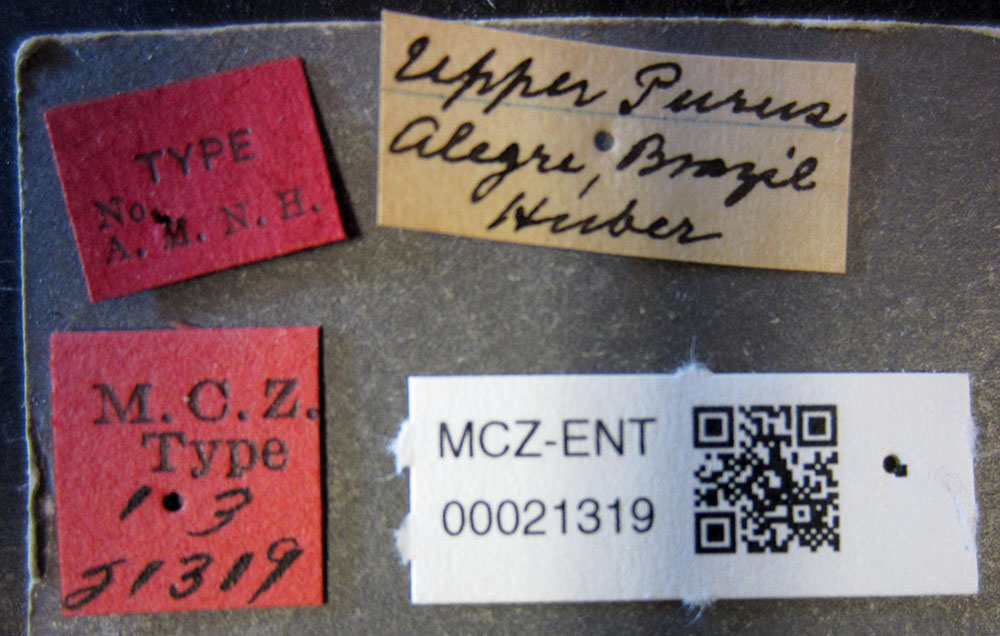 TYPE
No.
A. M. N. H.
Upper Purus
Alegre, Brazil
Huber
M. C. Z.
Type
1 3
21319
MCZ-ENT
00021319